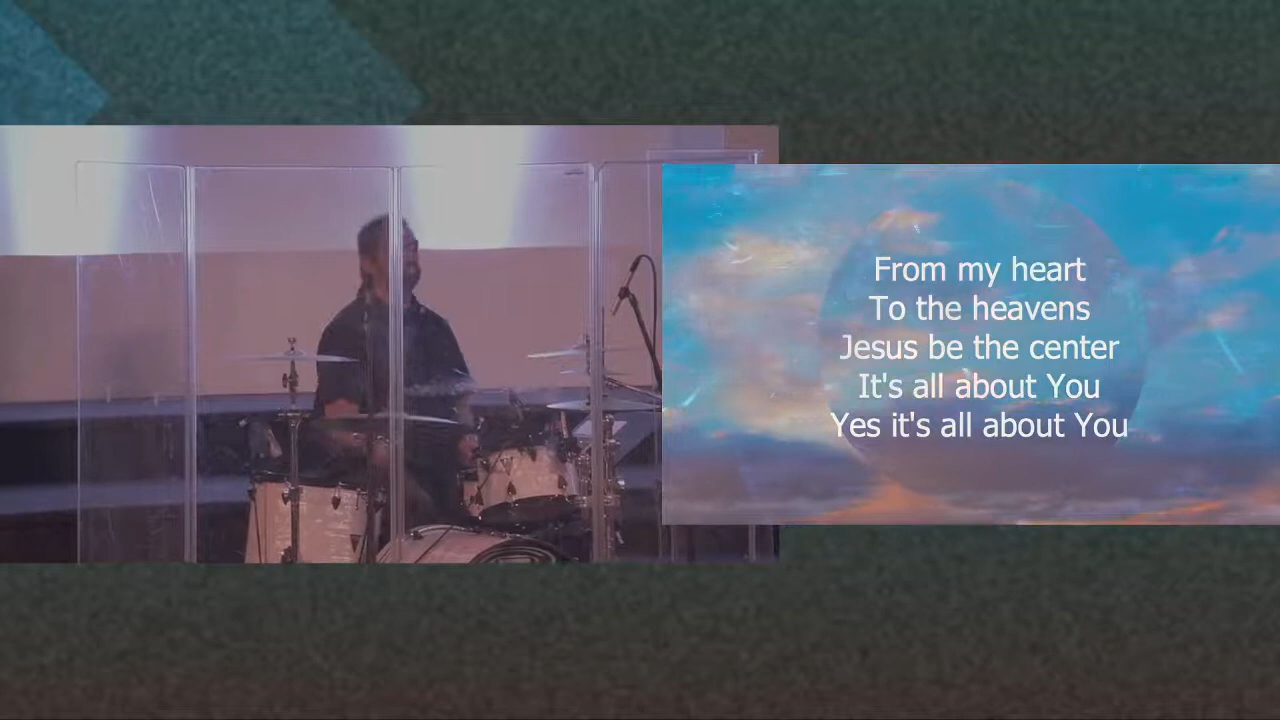 From my heart
To the heavens
Jesus be the center
It's all about You
Yes it's all about You